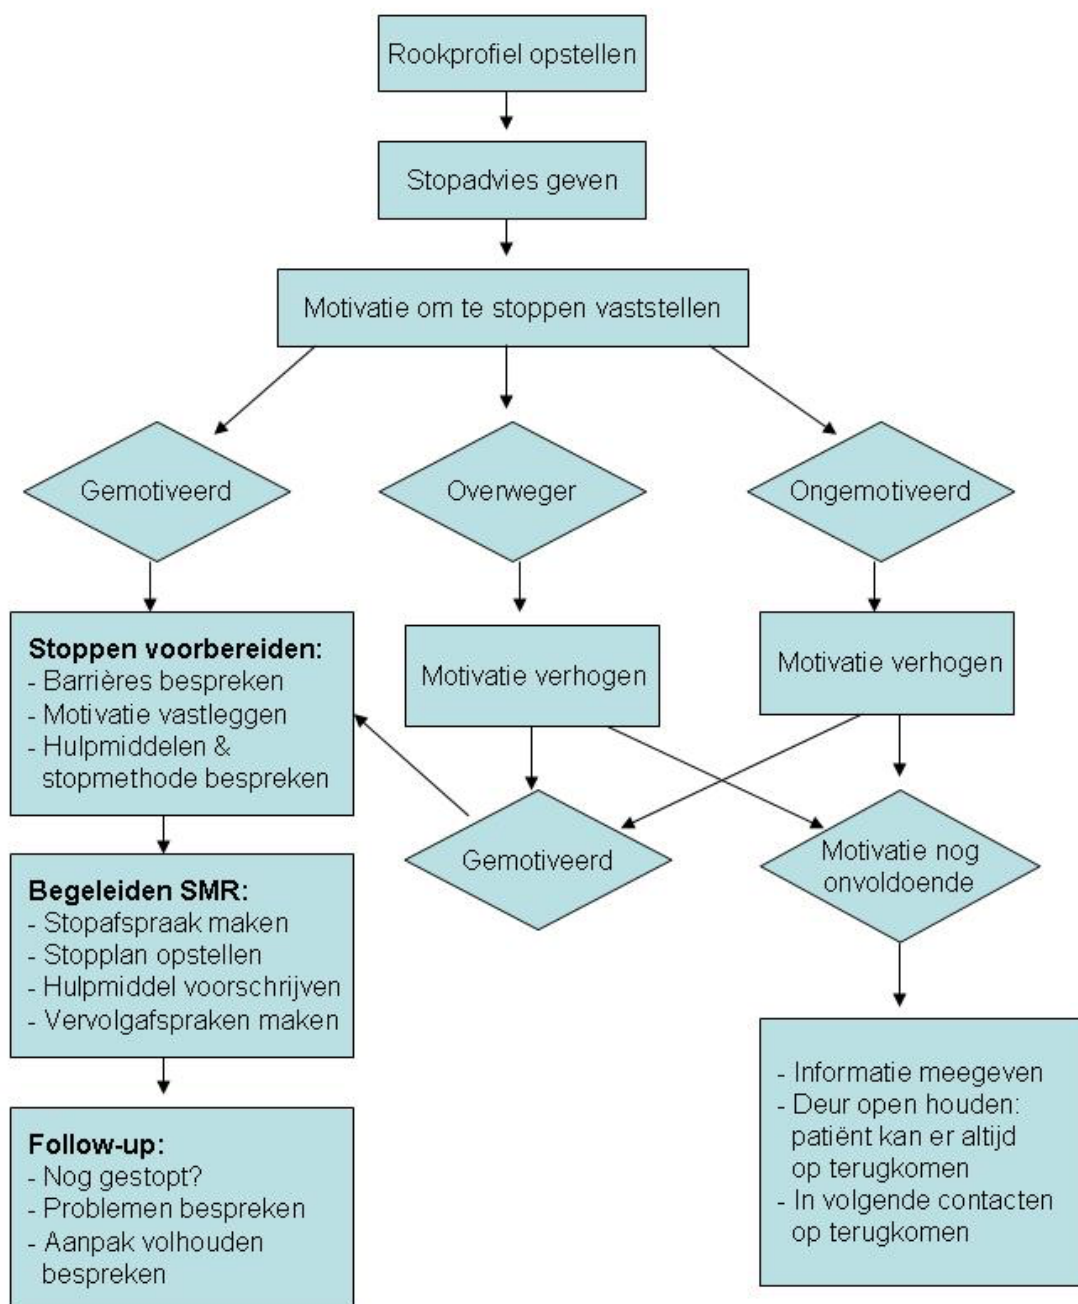 Rookprofiel opstellen
Stopadvies geven
Motivatie om te stoppen vaststellen
Gemotiveerd
Overweger
Ongemotiveerd
Stoppen voorbereiden:
- Barrières bespreken
- Motivatie vastleggen
- Hulpmiddelen &
stopmethode bespreken
Motivatie verhogen
Motivatie verhogen
Gemotiveerd
Motivatie nog
onvoldoende
Begeleiden SMR:
- Stopafspraak maken
- Stopplan opstellen
- Hulpmiddel voorschrijven
- Vervolgafspraken maken
Follow-up:
- Nog gestopt?
- Problemen bespreken
- Aanpak volhouden
bespreken
- Informatie meegeven
- Deur open houden:
patiënt kan er altijd
op terugkomen
- In volgende contacten
op terugkomen